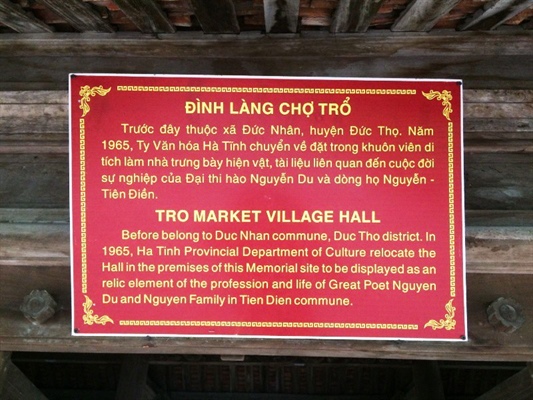 ĐÌNH LÀNG CHỢ TRỔ
Trước đây thuộc xã Đức Nhân, huyện Đức Thọ. Năm
1965, Ty Văn hóa Hà Tĩnh chuyển về đặt trong khuôn viên di
tích làm nhà trưng bày hiện vật, tài liệu liên quan đến cuộc đời
sự nghiệp của Đại thi hào Nguyễn Du và dòng họ Nguyễn -
Tiên Điền.
TRO MARKET VILLAGE HALL
Before belong to Duc Nhan commune, Duc Tho district. In
1965, Ha Tinh Provincial Department of Culture relocate the
Hall in the premises of this Memorial site to be displayed as an
relic element of the profession and life of Great Poet Nguyen
Du and Nguyen Family in Tien Dien commune.